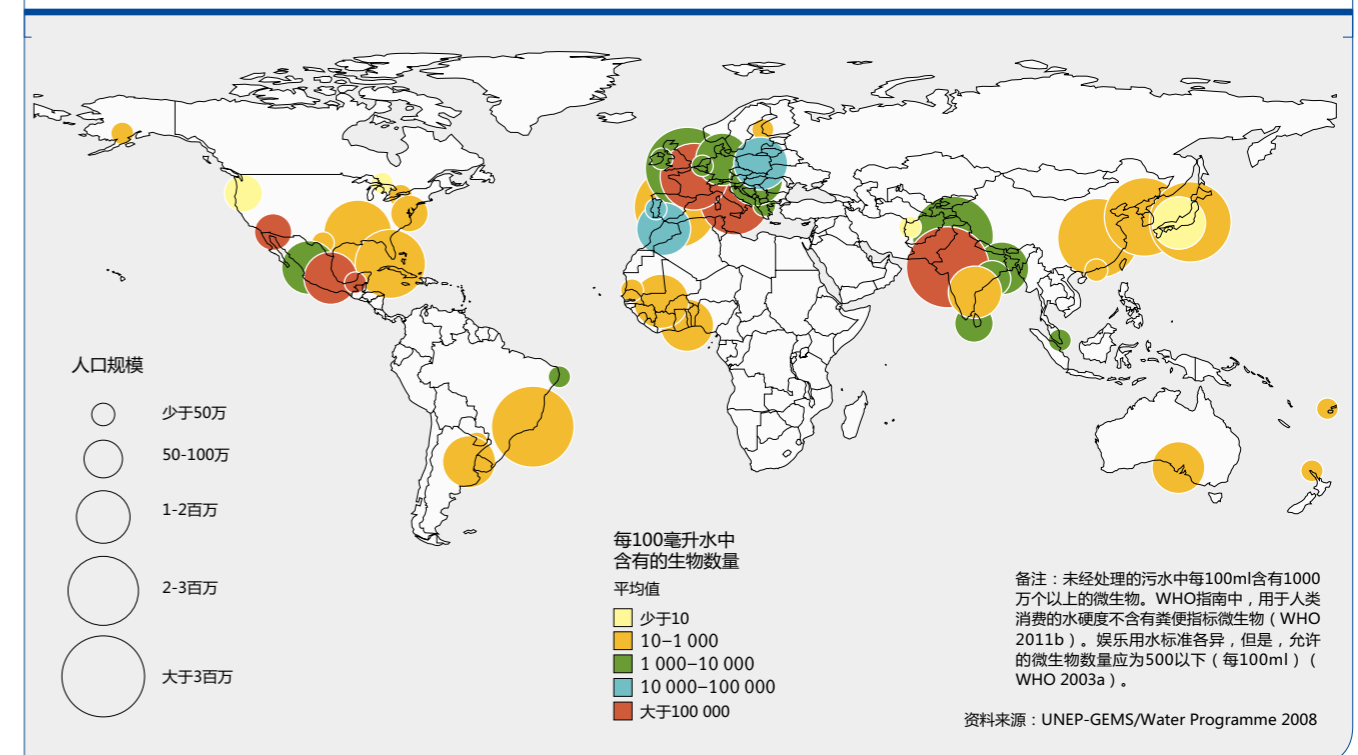 人口规模
少于50万
50-100万
1-2百万
2-3百万
大于3百万
每100毫升水中
含有的生物数量
平均值
少于10
10–1 000
1 000–10 000
10 000–100 000
大于100 000
备注：未经处理的污水中每100ml含有1000
万个以上的微生物。WHO指南中，用于人类
消费的水硬度不含有粪便指标微生物（WHO
2011b）。娱乐用水标准各异，但是，允许
的微生物数量应为500以下（每100ml）（
WHO 2003a）。
资料来源：UNEP-GEMS/Water Programme 2008